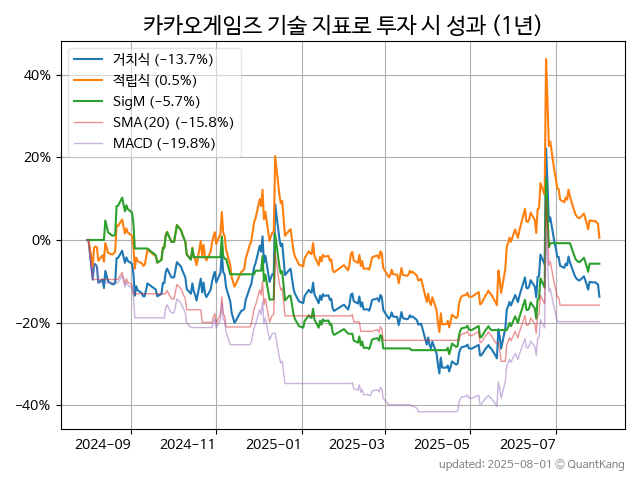 카카오게임즈 기술 지표로 투자 시 성과 (1년)
거치식 (−13.7%)
적립식 (0.5%)
SigM (−5.7%)
SMA(20) (−15.8%)
MACD (−19.8%)
40%
20%
0%
−20%
−40%
2024-09 2024-11 2025-01 2025-03 2025-05 2025-07
updated: 2025-08-01 © QuantKang